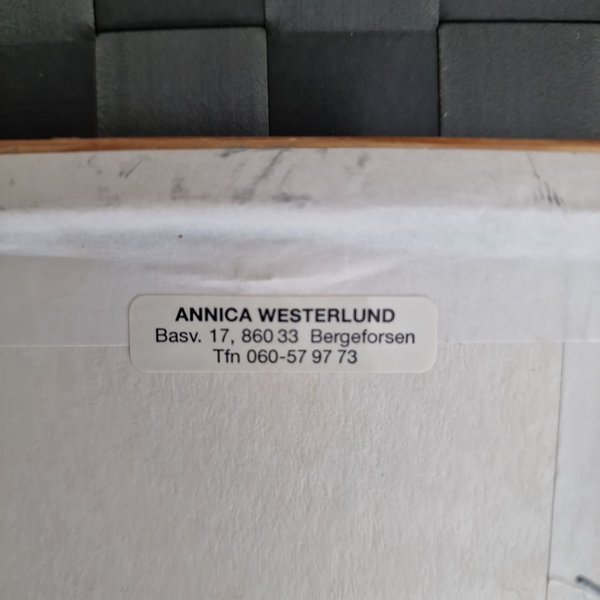 ANNICA WESTERLUND
Basv. 17, 860 33 Bergeforsen
Tfn 060-57 97 73